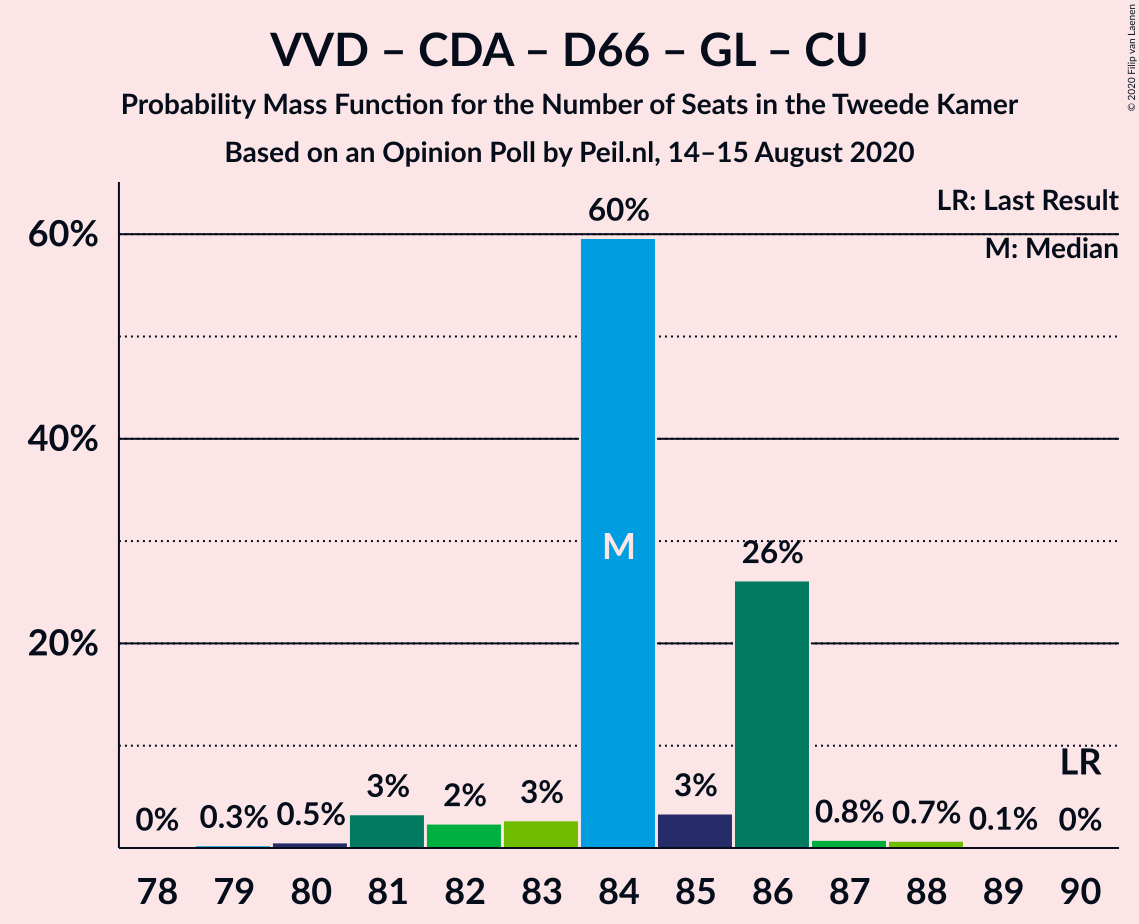 VVD – CDA – D66 – GL – CU
Probability Mass Function for the Number of Seats in the Tweede Kamer
Based on an Opinion Poll by Peil.nl, 14–15 August 2020
© 2020 Filip van Laenen
LR: Last Result
M: Median
60%
40%
20%
0%
0.3%
0.5%
3%
2%
3%
60%
M
3%
26%
0.8%
0.7%
0.1%
LR
0%
78 79 80 81 82 83 84 85 86 87 88 89 90